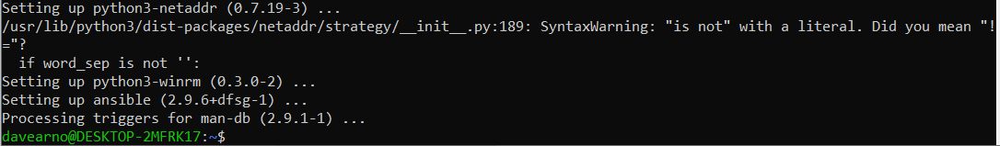 Setting up python3-netaddr (0.7.19-3) ...
/usr/lib/python3/dist-packages/netaddr/strategy/__init__.py:189: SyntaxWarning: "is not" with a literal. Did you mean "!
="?
  if word_sep is not '':
Setting up python3-winrm (0.3.0-2) ...
Setting up ansible (2.9.6+dfsg-1) ...
Processing triggers for man-db (2.9.1-1) ...
davearno@DESKTOP-2MFRK17:~$